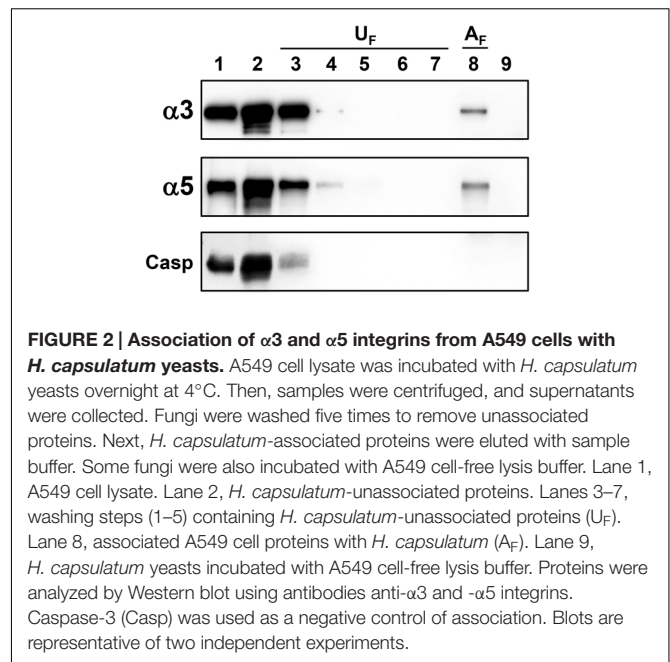 U_F A_F
1 2 3 4 5 6 7 8 9
α3
α5
Casp
FIGURE 2 | Association of α3 and α5 integrins from A549 cells with
H. capsulatum yeasts. A549 cell lysate was incubated with H. capsulatum
yeasts overnight at 4°C. Then, samples were centrifuged, and supernatants
were collected. Fungi were washed five times to remove unassociated
proteins. Next, H. capsulatum-associated proteins were eluted with sample
buffer. Some fungi were also incubated with A549 cell-free lysis buffer. Lane 1,
A549 cell lysate. Lane 2, H. capsulatum-unassociated proteins. Lanes 3–7,
washing steps (1–5) containing H. capsulatum-unassociated proteins (U_F).
Lane 8, associated A549 cell proteins with H. capsulatum (A_F). Lane 9,
H. capsulatum yeasts incubated with A549 cell-free lysis buffer. Proteins were
analyzed by Western blot using antibodies anti-α3 and -α5 integrins.
Caspase-3 (Casp) was used as a negative control of association. Blots are
representative of two independent experiments.